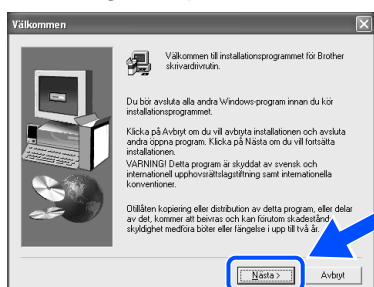 Välkommen
Välkommen till installationsprogrammet för Brother
skrivardrivrutin.
Du bör avsluta alla andra Windows-program innan du kör
installationsprogrammet.
Klicka på Avbryt om du vill avbryta installationen och avsluta
andra öppna program. Klicka på Nästa om du vill fortsätta
installationen.
VARNING! Detta program är skyddat av svensk och
internationell upphovsrättslagstiftning samt internationella
konventioner.
Otillåten kopiering eller distribution av detta program, eller delar
av det, kommer att beivras och kan förutom skadestånd
skyldighet medföra böter eller fängelse i upp till två år.
Nästa >
Avbryt